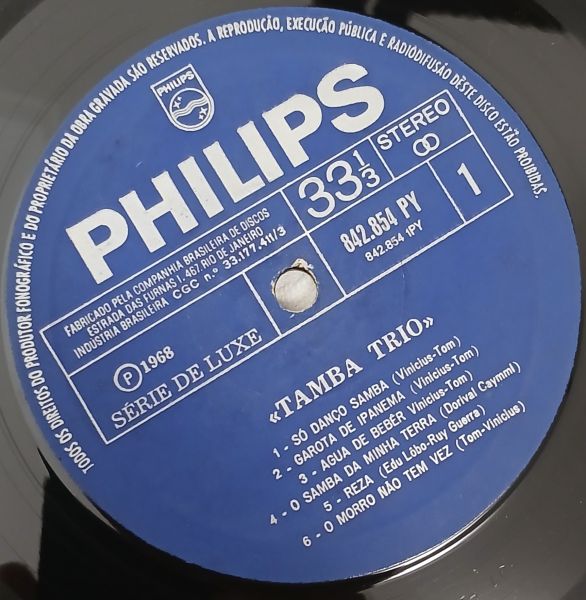 TODOS OS DIREITOS DO PRODUTOR FONOGRÁFICO E DO PROPRIETÁRIO DA OBRA GRAVADA SÃO RESERVADOS. A REPRODUÇÃO, EXECUÇÃO PÚBLICA E RADIODIFUSÃO DÊSTE DISCO ESTÃO PROIBIDAS.
PHILIPS
PHILIPS
FABRICADO PELA COMPANHIA BRASILEIRA DE DISCOS
ESTRADA DAS FURNAS 1.467, RIO DE JANEIRO
INDÚSTRIA BRASILEIRA CGC n.º 33.177.411/3
33 1/3
STEREO
842.854 PY
842.854 1PY
1
Ⓟ 1968
SÉRIE DE LUXE
«TAMBA TRIO»
1 - SÓ DANÇO SAMBA (Vinicius-Tom)
2 - GAROTA DE IPANEMA (Vinicius-Tom)
3 - AGUA DE BEBER Vinicius-Tom)
4 - O SAMBA DA MINHA TERRA (Dorival Caymmi)
5 - REZA (Edu Lôbo-Ruy Guerra)
6 - O MORRO NÃO TEM VEZ (Tom-Vinicius)